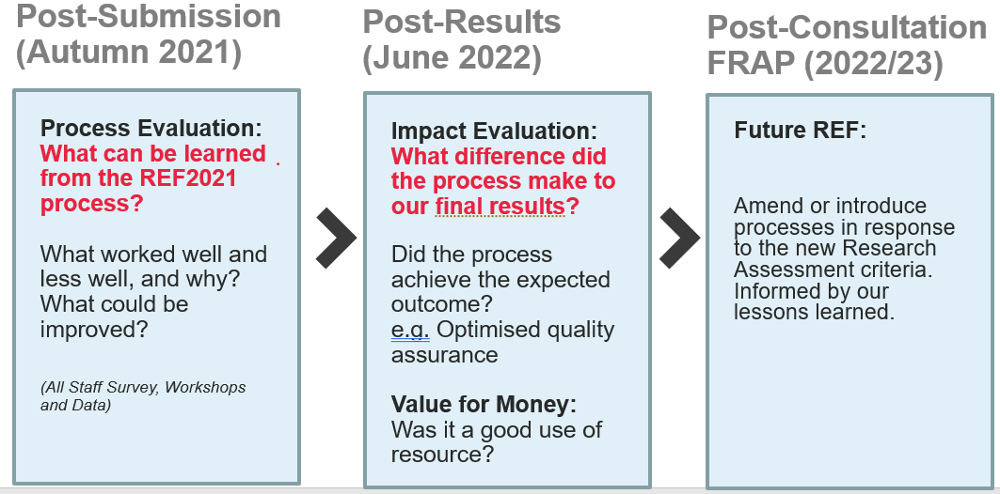 Post-Submission
(Autumn 2021)
Process Evaluation:
What can be learned .
from the REF2021
process?
What worked well and
less well, and why?
What could be
improved?
(All Staff Survey, Workshops
and Data)
Post-Results
(June 2022)
Impact Evaluation:
What difference did
the process make to
our final results?
Did the process
achieve the expected
outcome?
e.g. Optimised quality
assurance
Value for Money:
Was it a good use of
resource?
Post-Consultation
FRAP (2022/23)
Future REF:
Amend or introduce
processes in response
to the new Research
Assessment criteria.
Informed by our
lessons learned.